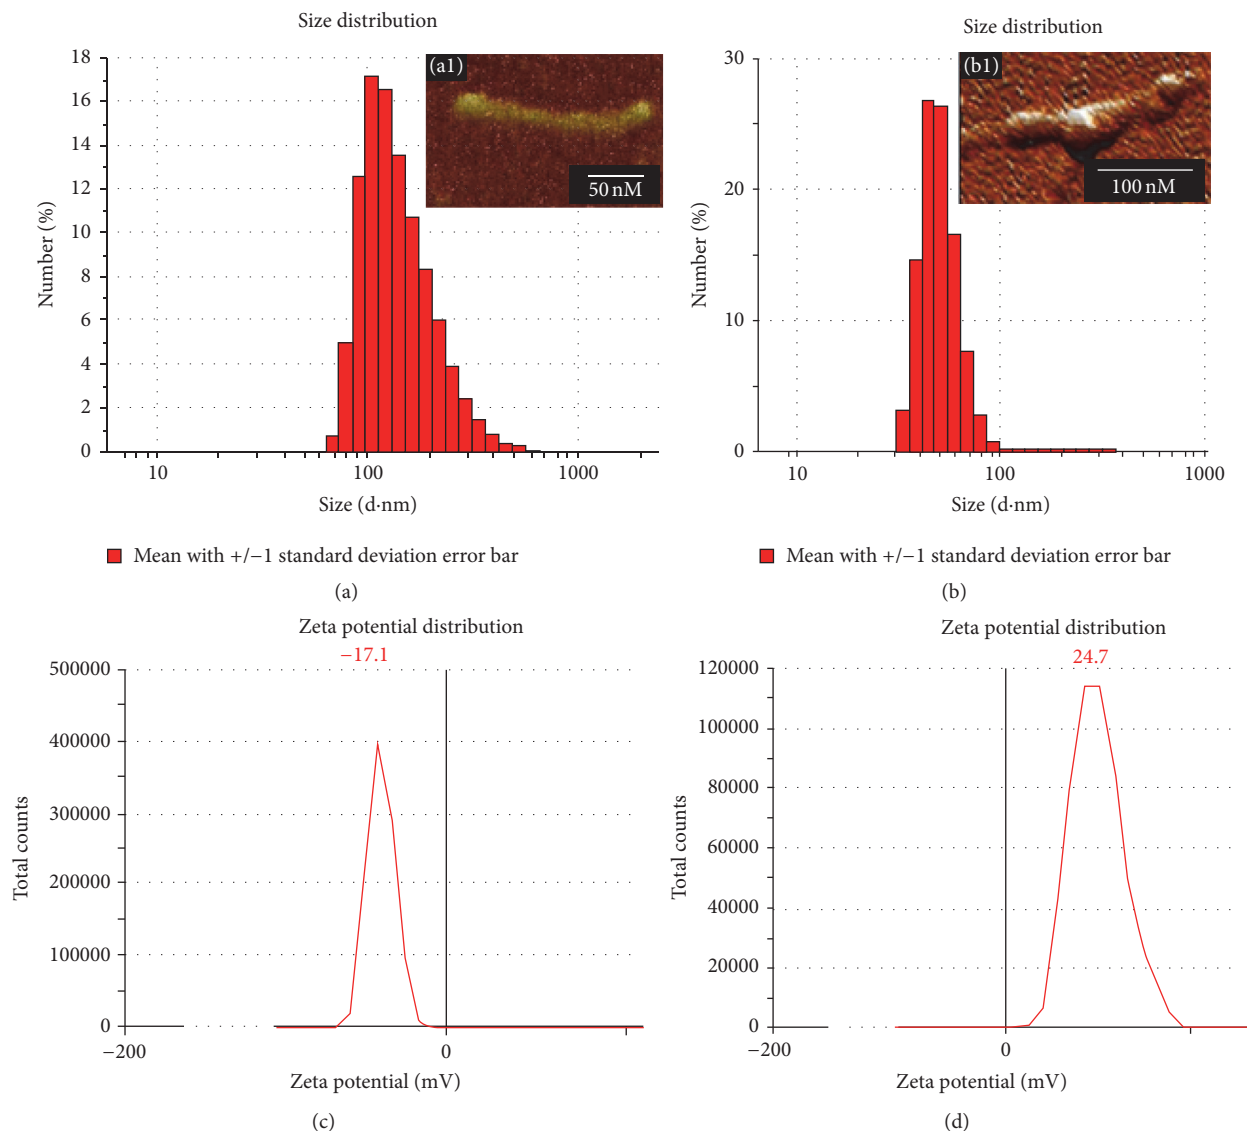 Size distribution
18
16
14
12
10
8
6
4
2
0
Number (%)
(a1)
50 nM
10
100
1000
Size (d·nm)
Mean with +/−1 standard deviation error bar
(a)
Size distribution
30
20
10
0
Number (%)
(b1)
100 nM
10
100
1000
Size (d·nm)
Mean with +/−1 standard deviation error bar
(b)
Zeta potential distribution
−17.1
500000
400000
300000
200000
100000
0
Total counts
−200
0
Zeta potential (mV)
(c)
Zeta potential distribution
24.7
120000
100000
80000
60000
40000
20000
0
Total counts
−200
0
Zeta potential (mV)
(d)